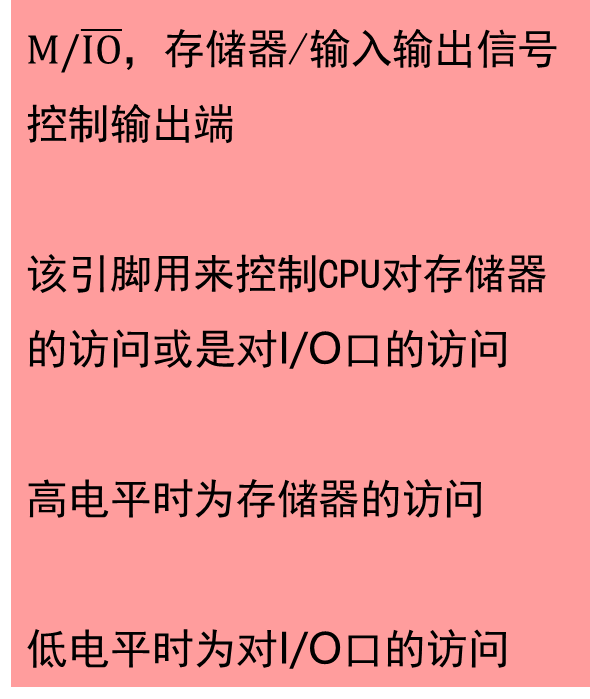 M/I̅O̅，存储器/输入输出信号
控制输出端
该引脚用来控制CPU对存储器
的访问或是对I/O口的访问
高电平时为存储器的访问
低电平时为对I/O口的访问